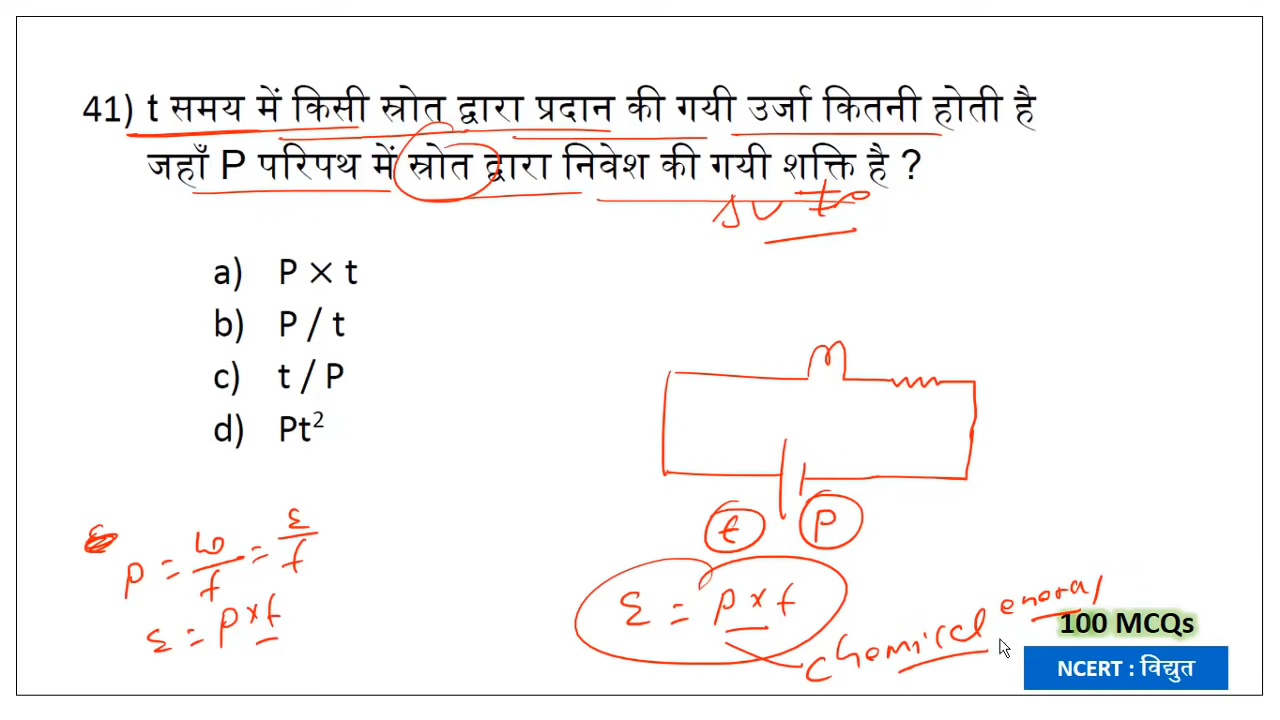 41) t समय में किसी स्रोत द्वारा प्रदान की गयी उर्जा कितनी होती है
जहाँ P परिपथ में स्रोत द्वारा निवेश की गयी शक्ति है ?
a) P × t
b) P / t
c) t / P
d) Pt²
t P
P = W/t = E/t
E = P × t
E = P × t
chemical energy
100 MCQs
NCERT : विद्युत